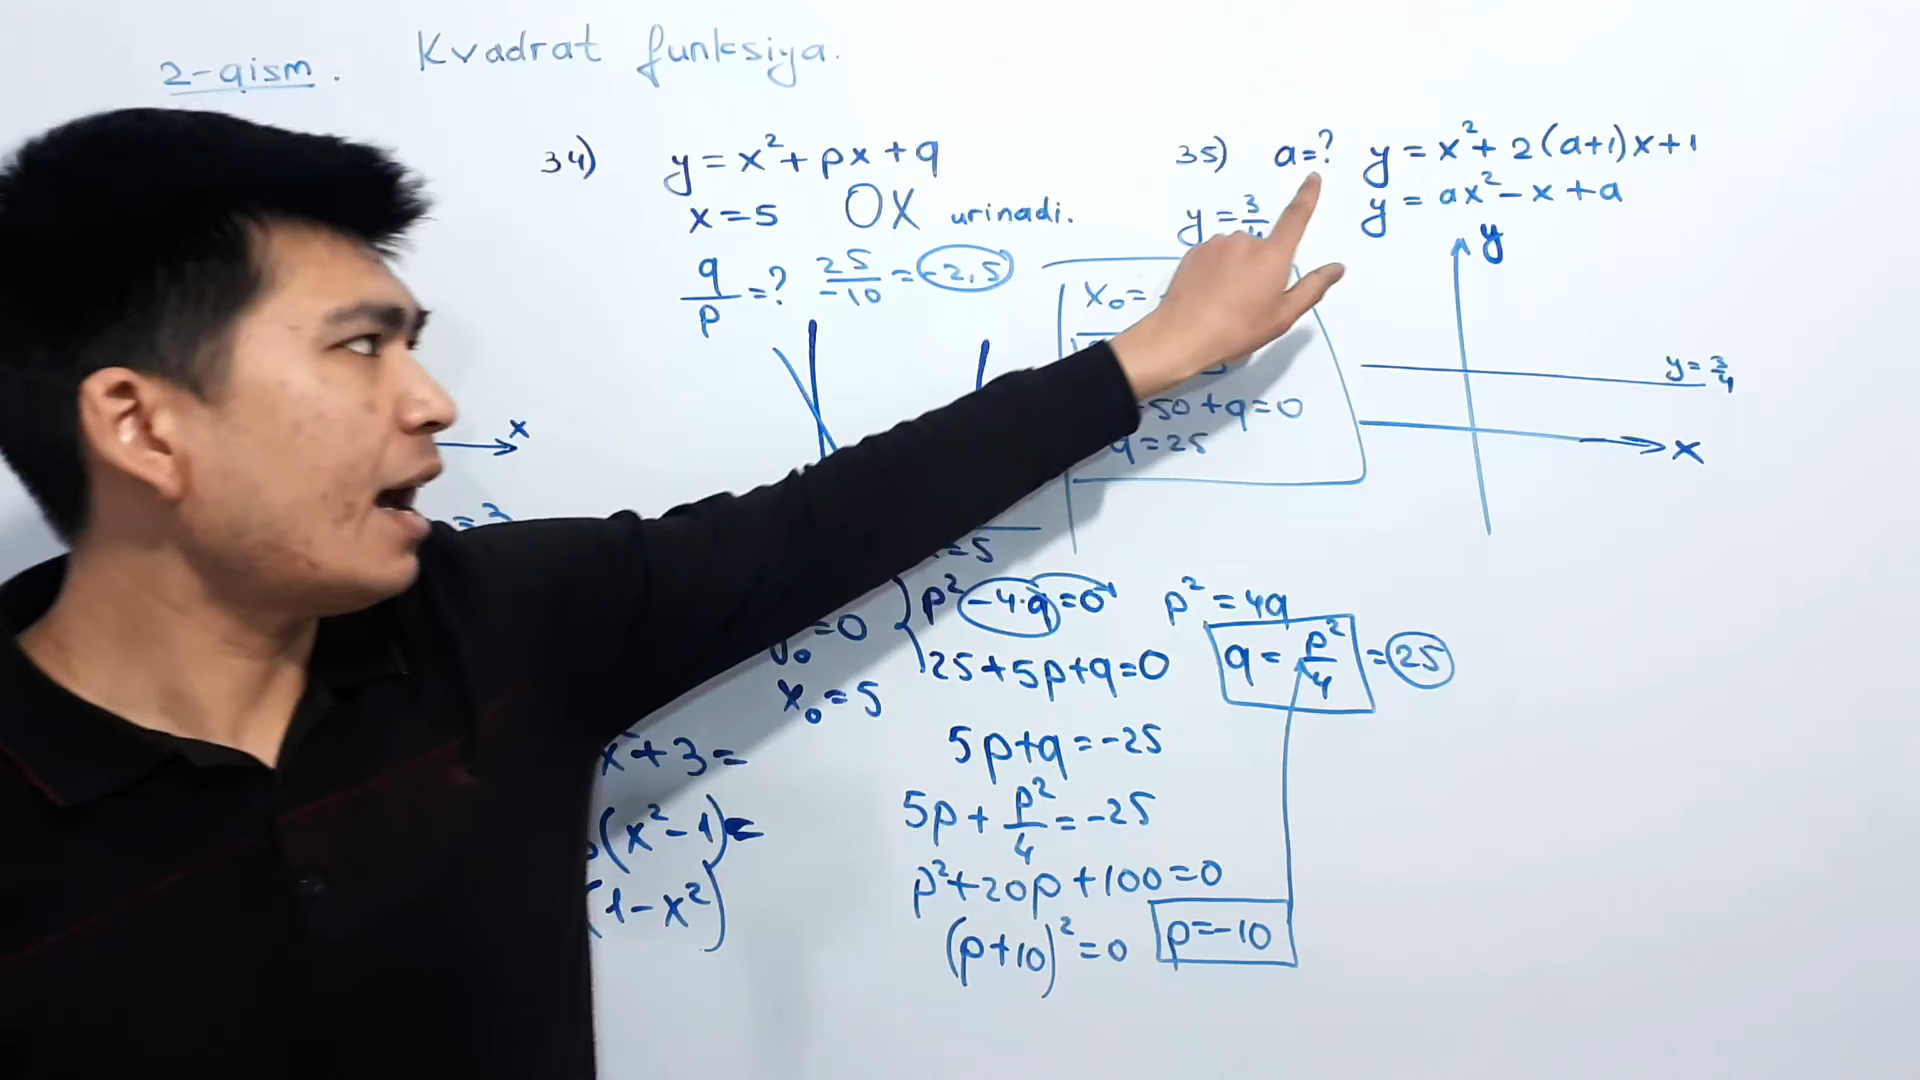 2-qism. Kvadrat funksiya.
34) y = x² + px + q
x = 5 OX urinadi.
q/p = ? 25/-10 = -2,5
x₀ =
-50 + q = 0
q = 25
x
= 3
= 5
= 0
x₀ = 5
p² - 4·q = 0 p² = 4q
25 + 5p + q = 0 q = p²/4 = 25
5p + q = -25
5p + p²/4 = -25
p² + 20p + 100 = 0
(p + 10)² = 0 p = -10
x² + 3 =
(x² - 1) =
(1 - x²)
35) a = ? y = x² + 2(a+1)x + 1
y = ax² - x + a
y = 3/4
y
y = 3/4
x